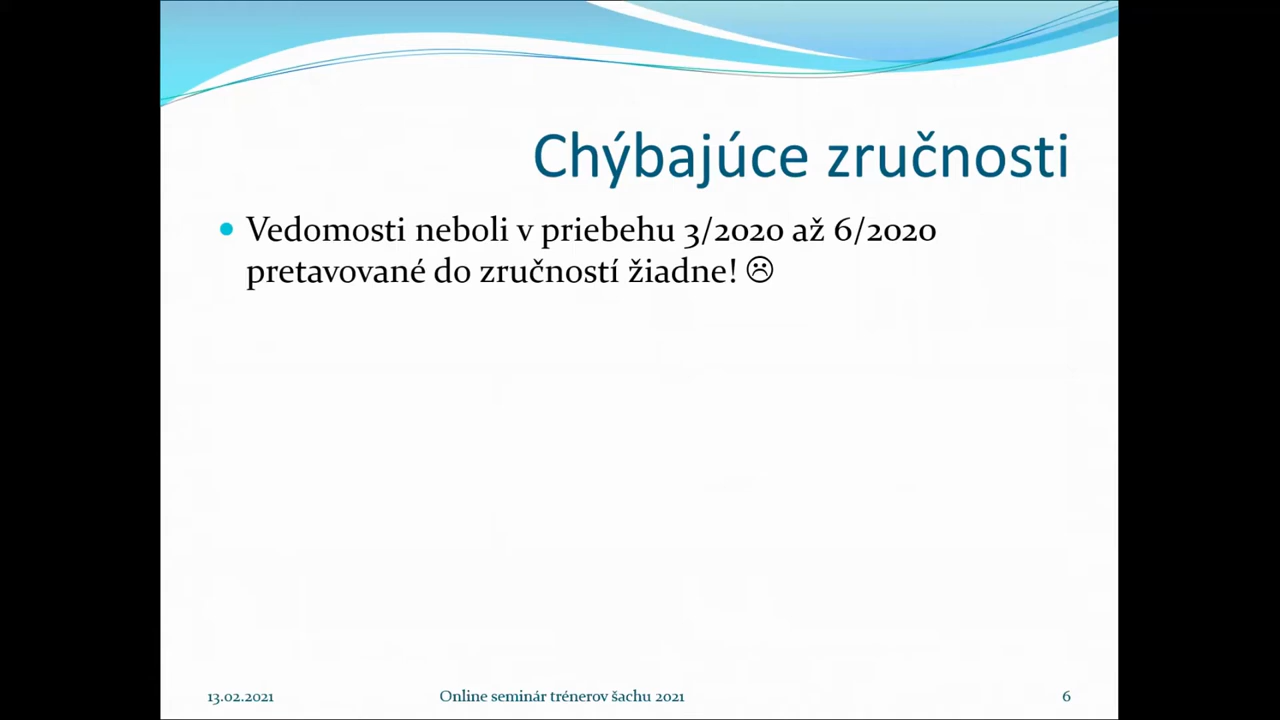 Chýbajúce zručnosti
• Vedomosti neboli v priebehu 3/2020 až 6/2020
pretavované do zručností žiadne! ☹
13.02.2021
Online seminár trénerov šachu 2021
6